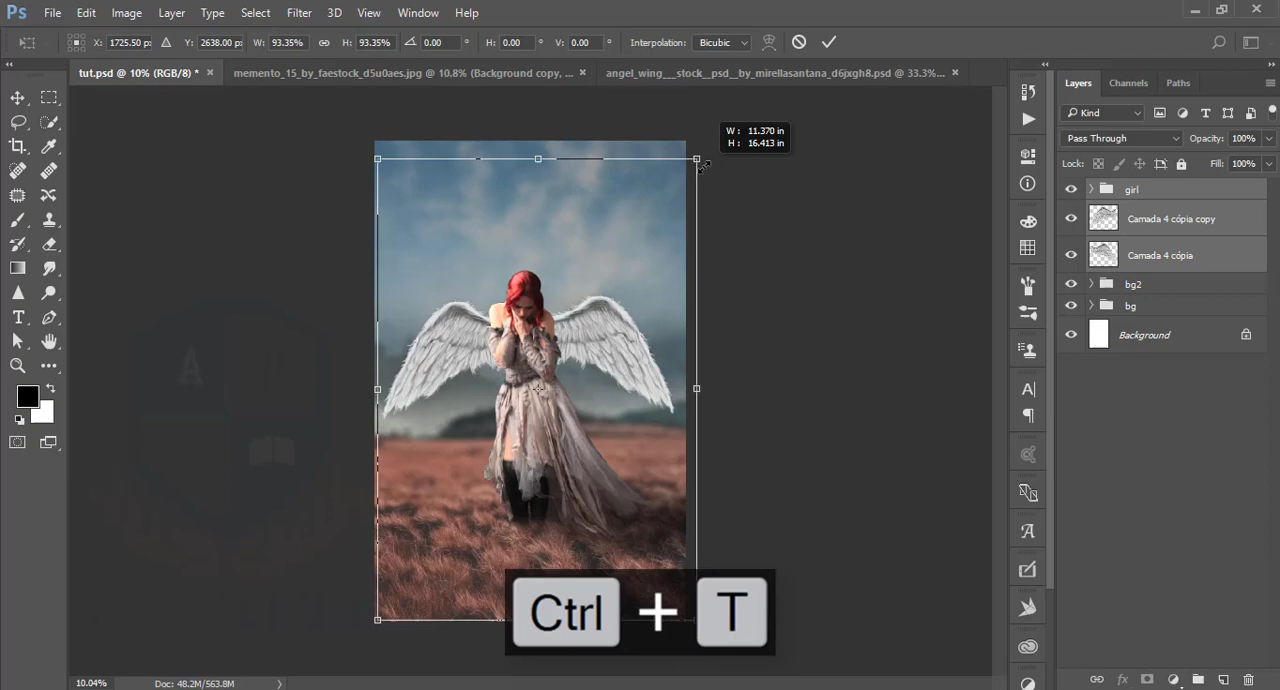 Ps File Edit Image Layer Type Select Filter 3D View Window Help
X: 1725.50 px Y: 2638.00 px W: 93.35% H: 93.35% 0.00 ° H: 0.00 ° V: 0.00 ° Interpolation: Bicubic
tut.psd @ 10% (RGB/8) * × memento_15_by_faestock_d5u0aes.jpg @ 10.8% (Background copy, ... × angel_wing___stock__psd__by_mirellasantana_d6jxgh8.psd @ 33.3%... ×
Layers Channels Paths
Kind
W : 11.370 in
H : 16.413 in
Pass Through Opacity: 100%
Lock: Fill: 100%
girl
Camada 4 cópia copy
Camada 4 cópia
bg2
bg
Background
Ctrl + T
10.04% Doc: 48.2M/563.8M
fx